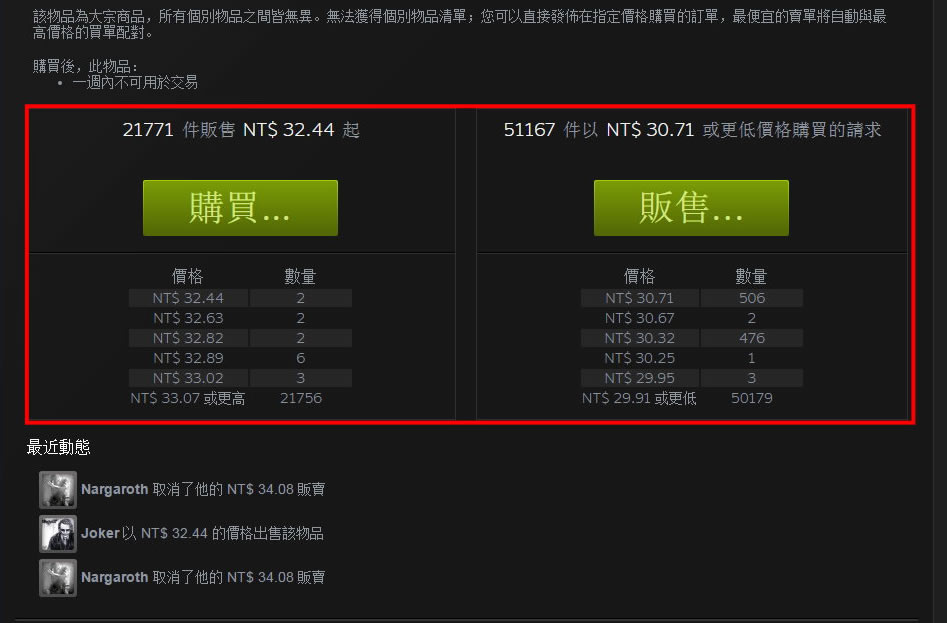 該物品為大宗商品，所有個別物品之間皆無異。無法獲得個別物品清單；您可以直接發佈在指定價格購買的訂單，最便宜的賣單將自動與最
高價格的買單配對。
購買後，此物品：
• 一週內不可用於交易
21771 件販售 NT$ 32.44 起
購買...
價格 數量
NT$ 32.44 2
NT$ 32.63 2
NT$ 32.82 2
NT$ 32.89 6
NT$ 33.02 3
NT$ 33.07 或更高 21756
51167 件以 NT$ 30.71 或更低價格購買的請求
販售...
價格 數量
NT$ 30.71 506
NT$ 30.67 2
NT$ 30.32 476
NT$ 30.25 1
NT$ 29.95 3
NT$ 29.91 或更低 50179
最近動態
Nargaroth 取消了他的 NT$ 34.08 販賣
Joker以 NT$ 32.44 的價格出售該物品
Nargaroth 取消了他的 NT$ 34.08 販賣